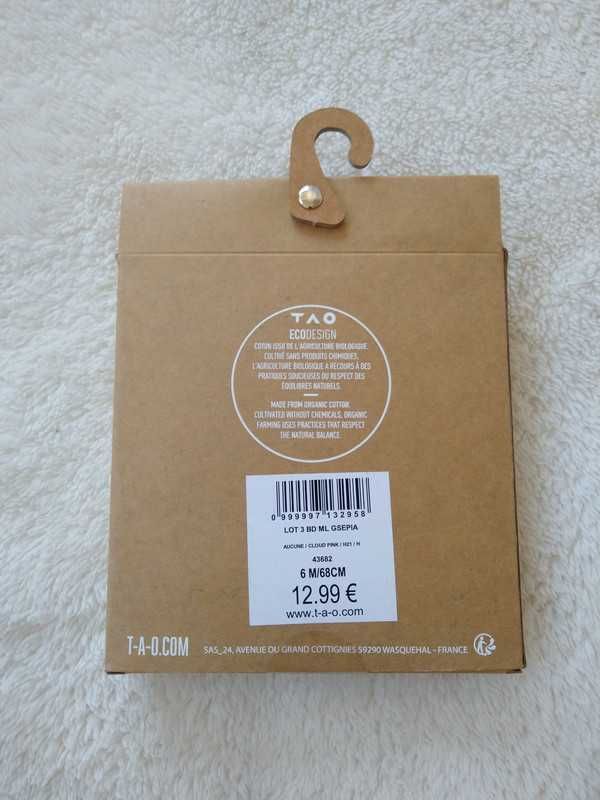 TAO
ECODESIGN
COTON ISSU DE L'AGRICULTURE BIOLOGIQUE.
CULTIVÉ SANS PRODUITS CHIMIQUES.
L'AGRICULTURE BIOLOGIQUE A RECOURS À DES
PRATIQUES SOUCIEUSES DU RESPECT DES
ÉQUILIBRES NATURELS.
MADE FROM ORGANIC COTTON.
CULTIVATED WITHOUT CHEMICALS, ORGANIC
FARMING USES PRACTICES THAT RESPECT
THE NATURAL BALANCE.
0 999997 132958
LOT 3 BD ML GSEPIA
AUCUNE / CLOUD PINK / H21 / H
43682
6 M/68CM
12.99 €
www.t-a-o.com
T-A-O.COM
SAS_24, AVENUE DU GRAND COTTIGNIES 59290 WASQUEHAL - FRANCE